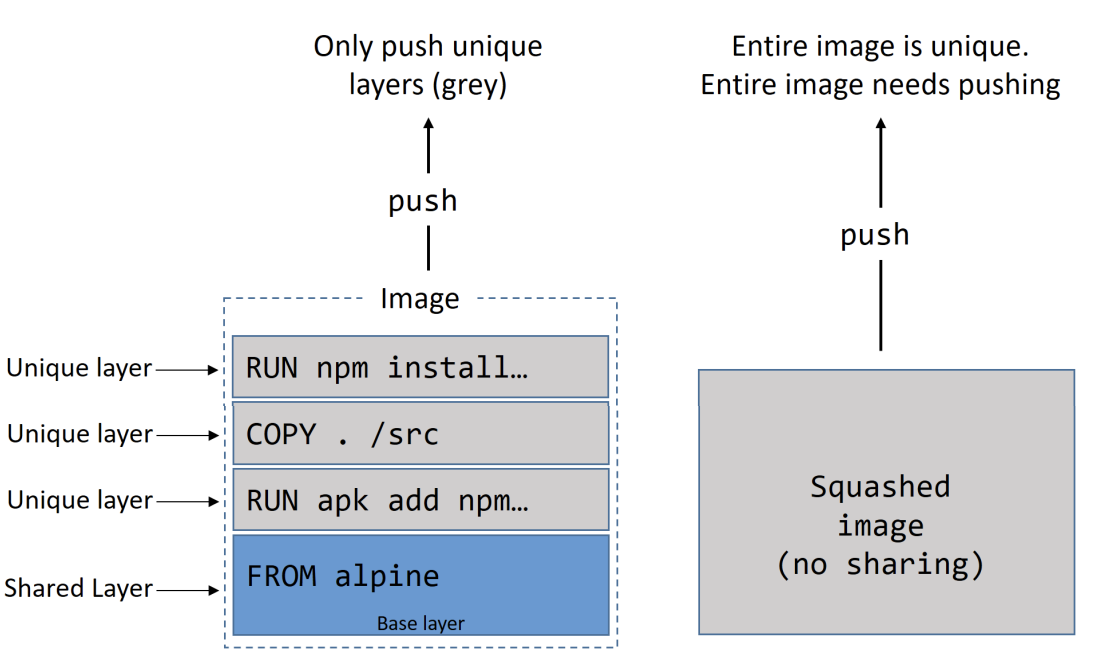 Only push unique
layers (grey)
push
Image
Unique layer
RUN npm install…
Unique layer
COPY . /src
Unique layer
RUN apk add npm…
Shared Layer
FROM alpine
Base layer
Entire image is unique.
Entire image needs pushing
push
Squashed
image
(no sharing)